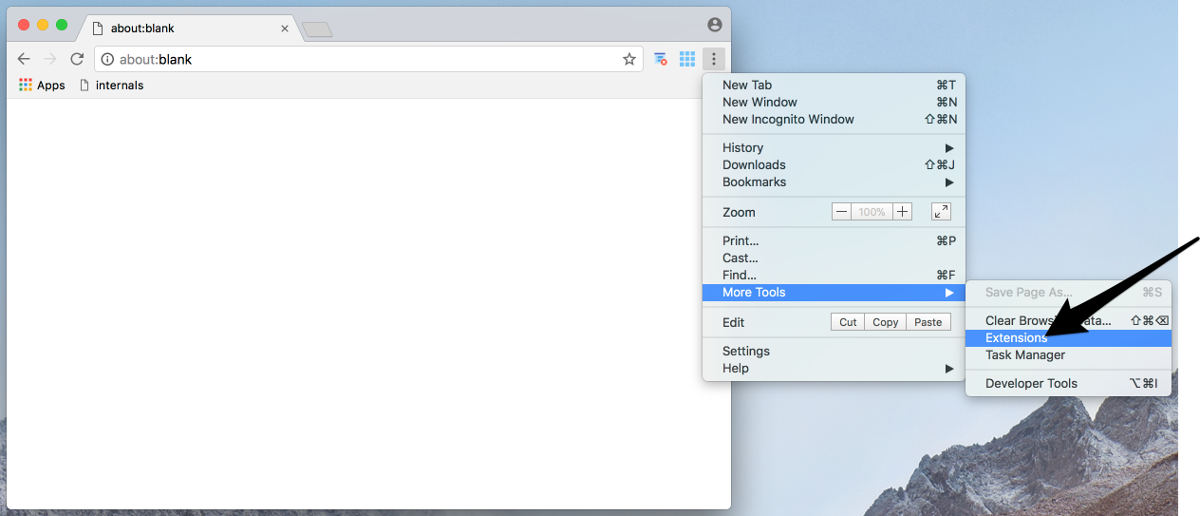 about:blank
about:blank
Apps
internals
New Tab ⌘T
New Window ⌘N
New Incognito Window ⇧⌘N
History
Downloads ⇧⌘J
Bookmarks
Zoom 100%
Print... ⌘P
Cast...
Find... ⌘F
More Tools
Edit Cut Copy Paste
Settings
Help
Save Page As... ⌘S
Clear Brows ata... ⇧⌘⌫
Extensions
Task Manager
Developer Tools ⌥⌘I